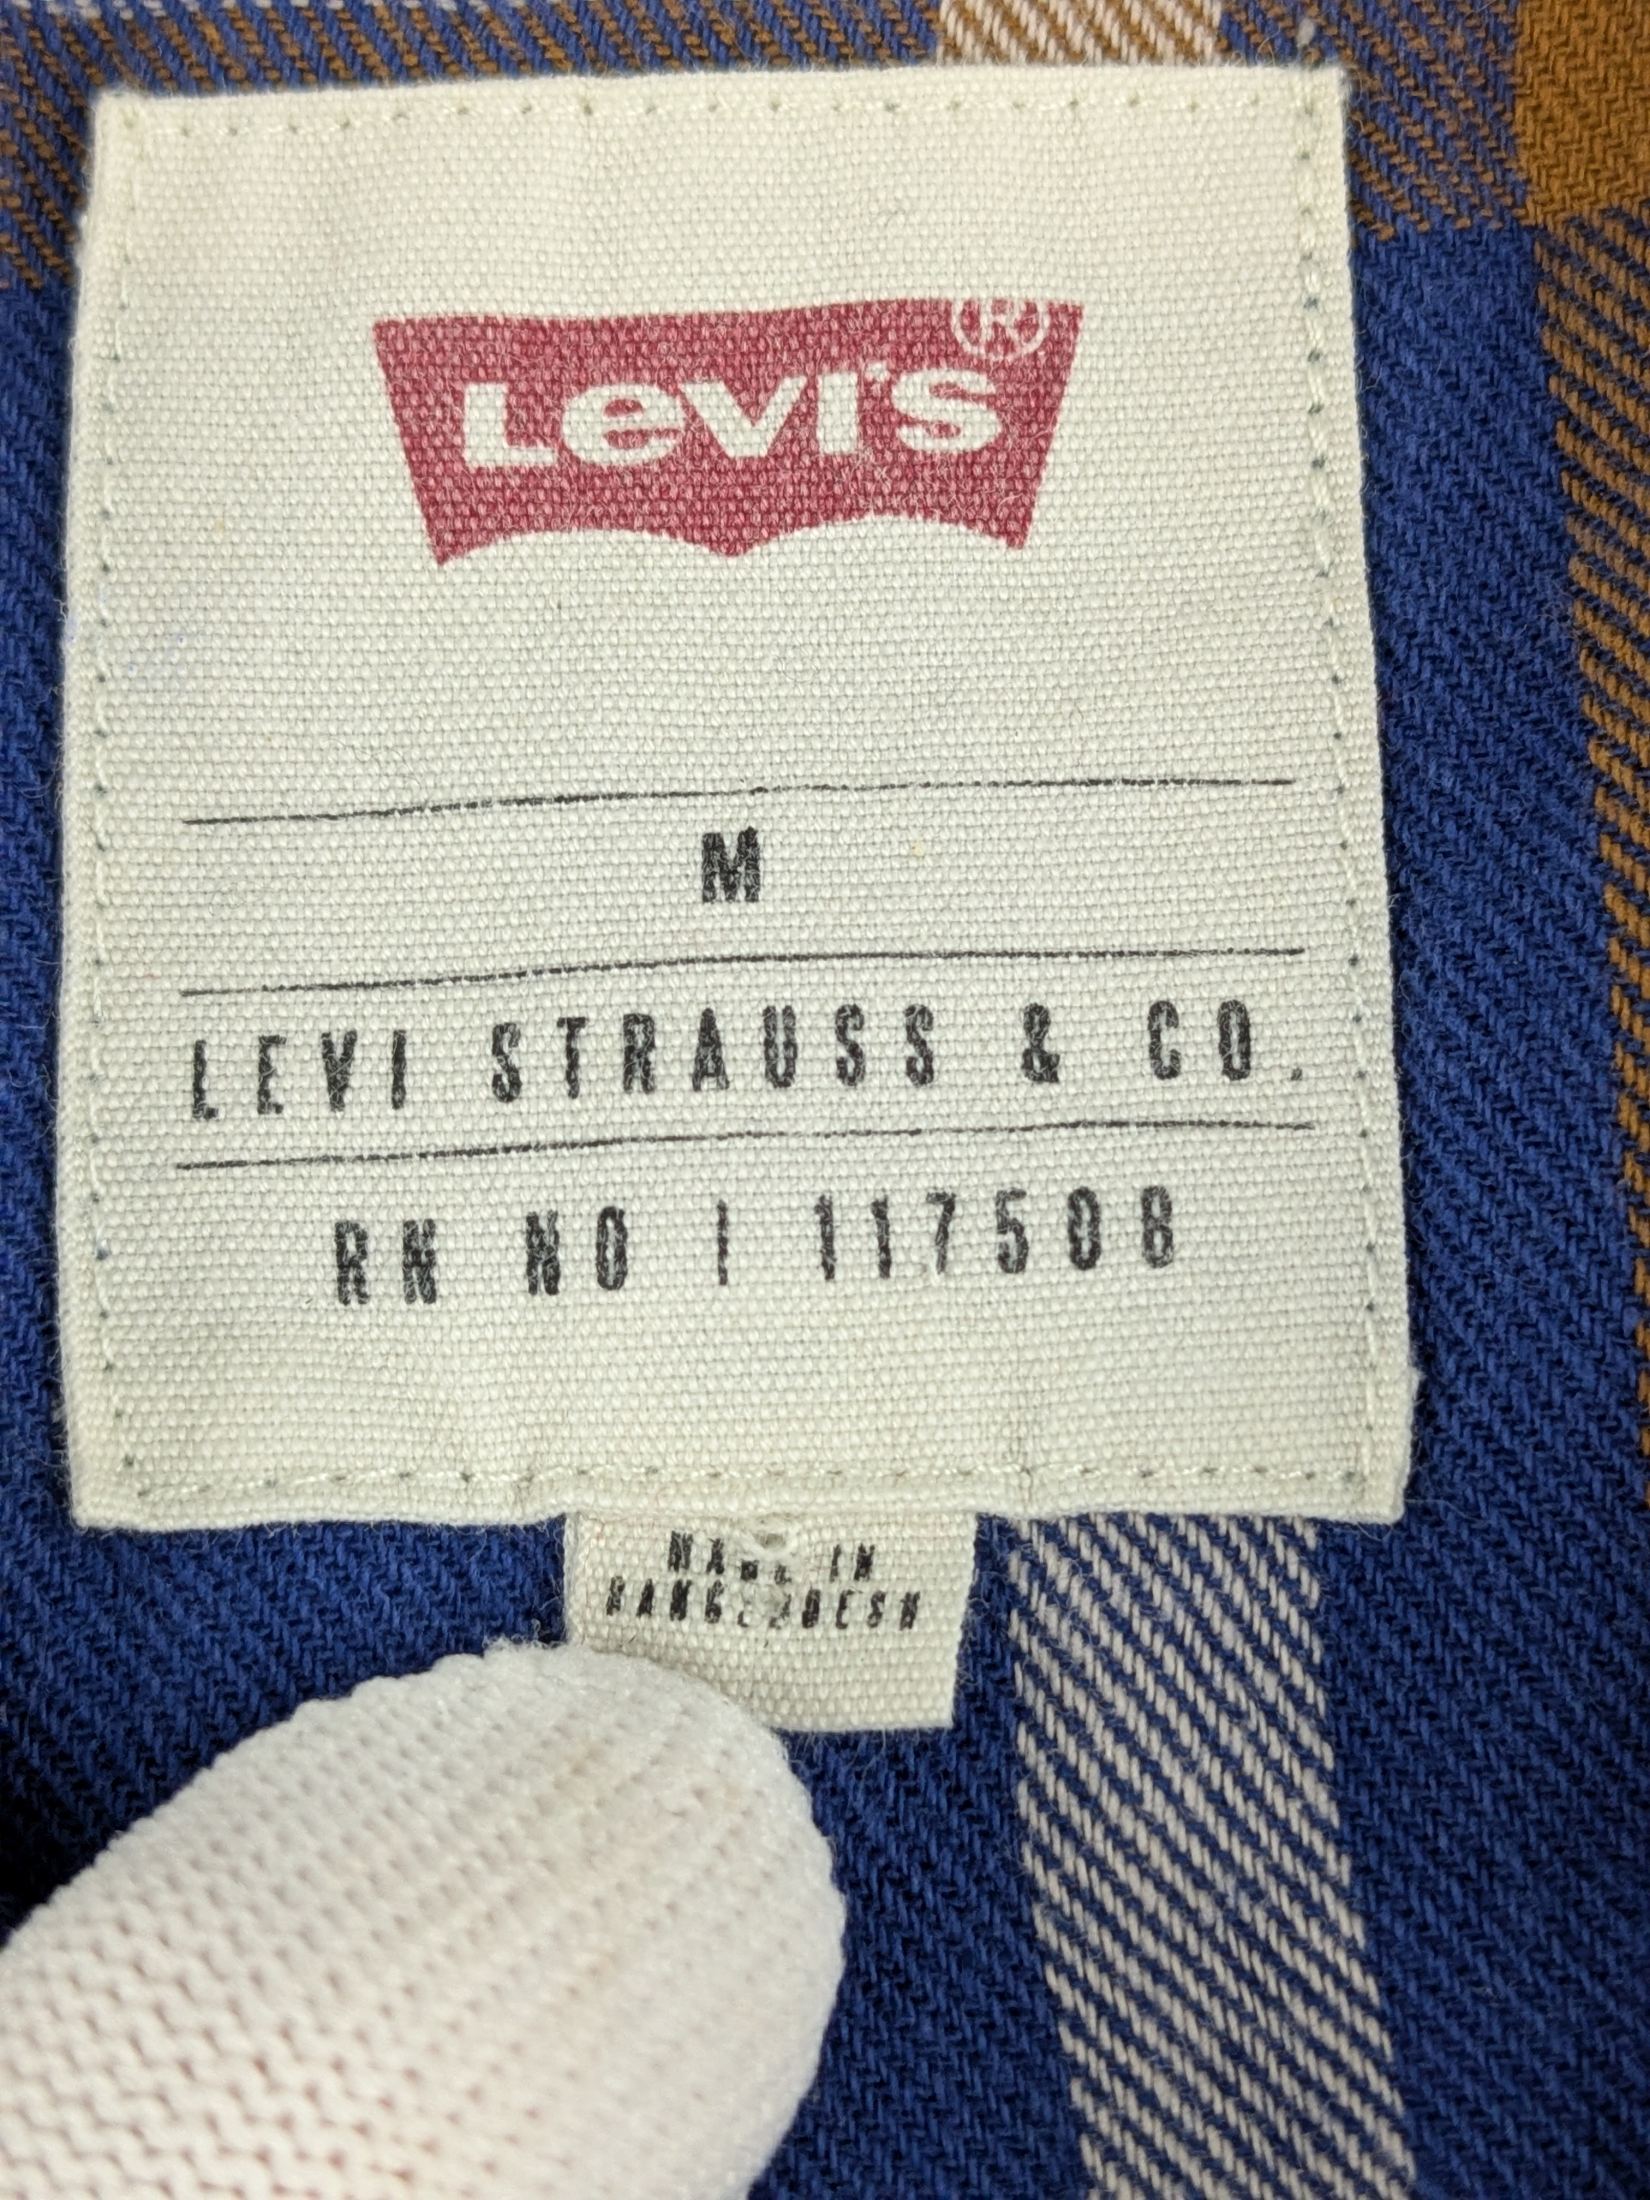 Levi's®
M
LEVI STRAUSS & CO.
RN NO | 117508
MADE IN
BANGLADESH